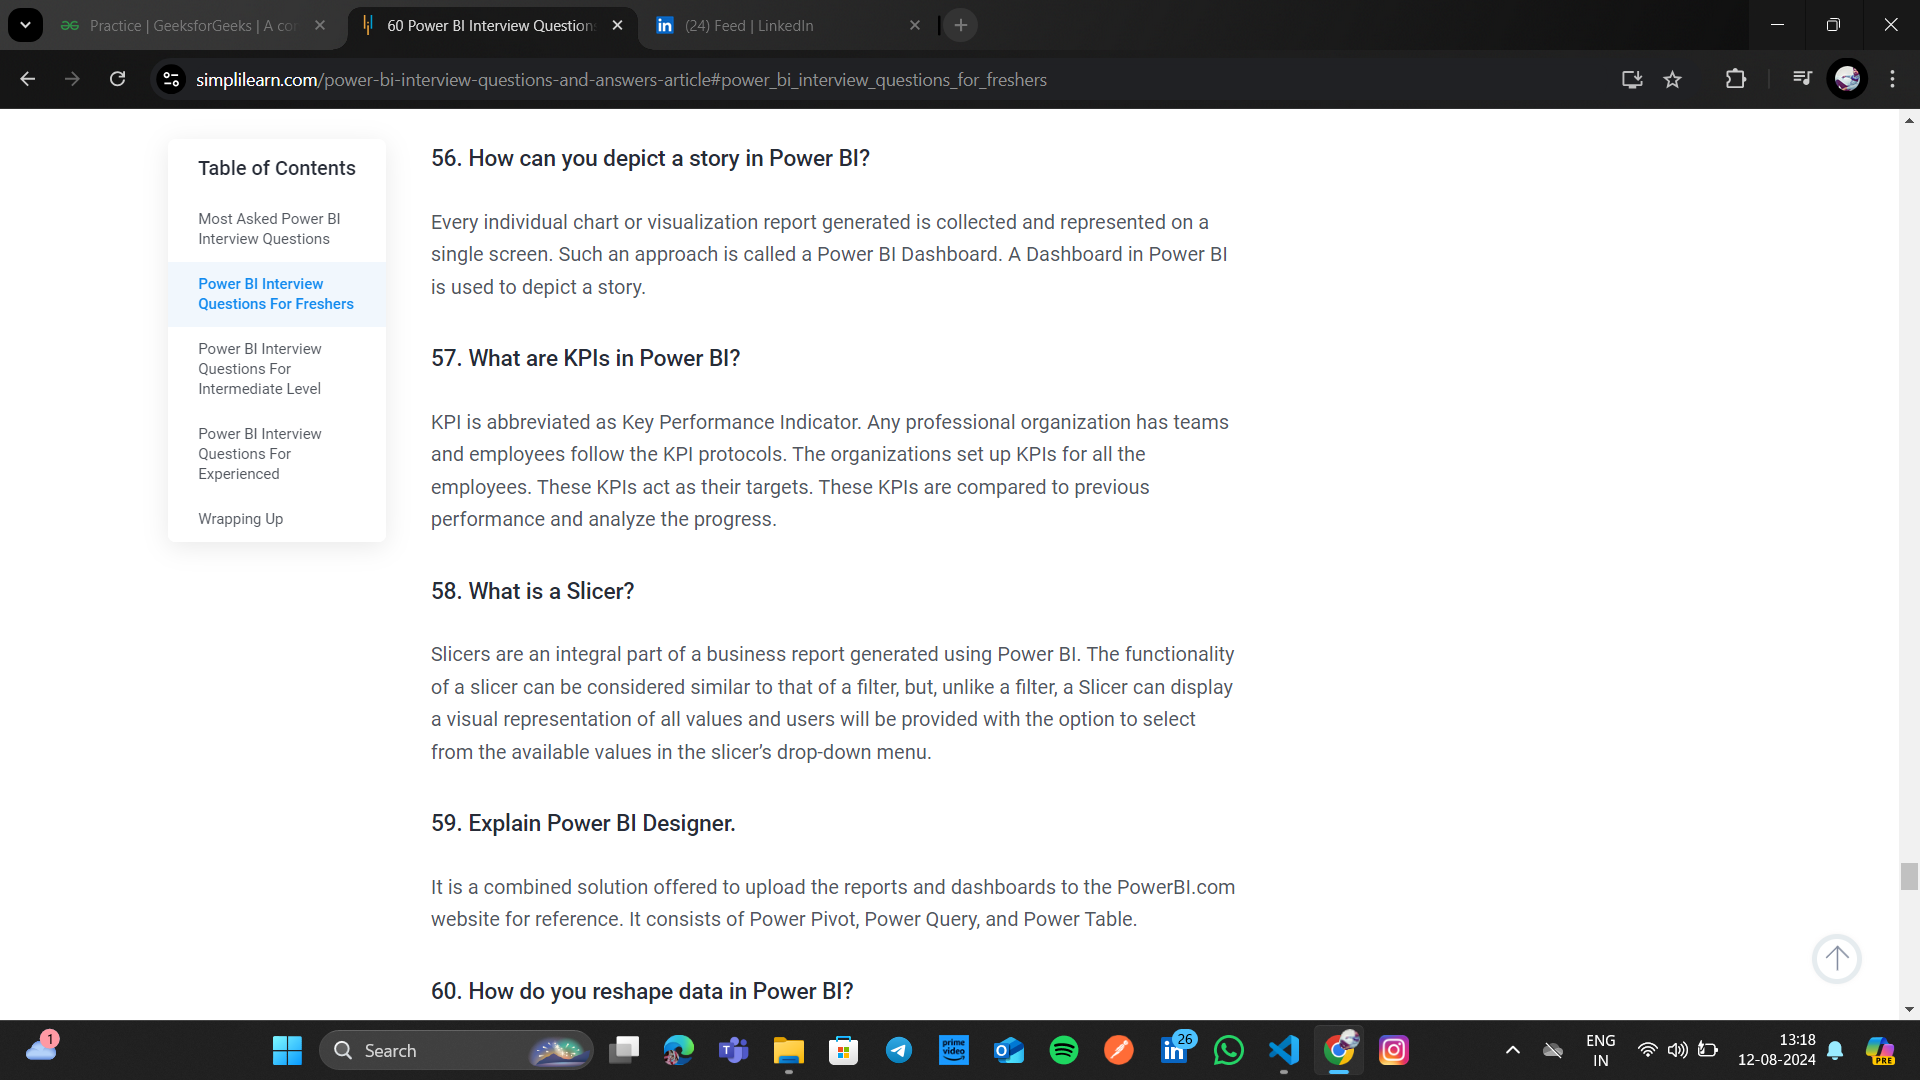 Practice | GeeksforGeeks | A co
60 Power BI Interview Question
(24) Feed | LinkedIn
simplilearn.com/power-bi-interview-questions-and-answers-article#power_bi_interview_questions_for_freshers
Table of Contents
Most Asked Power BI
Interview Questions
Power BI Interview
Questions For Freshers
Power BI Interview
Questions For
Intermediate Level
Power BI Interview
Questions For
Experienced
Wrapping Up
56. How can you depict a story in Power BI?
Every individual chart or visualization report generated is collected and represented on a
single screen. Such an approach is called a Power BI Dashboard. A Dashboard in Power BI
is used to depict a story.
57. What are KPIs in Power BI?
KPI is abbreviated as Key Performance Indicator. Any professional organization has teams
and employees follow the KPI protocols. The organizations set up KPIs for all the
employees. These KPIs act as their targets. These KPIs are compared to previous
performance and analyze the progress.
58. What is a Slicer?
Slicers are an integral part of a business report generated using Power BI. The functionality
of a slicer can be considered similar to that of a filter, but, unlike a filter, a Slicer can display
a visual representation of all values and users will be provided with the option to select
from the available values in the slicer’s drop-down menu.
59. Explain Power BI Designer.
It is a combined solution offered to upload the reports and dashboards to the PowerBI.com
website for reference. It consists of Power Pivot, Power Query, and Power Table.
60. How do you reshape data in Power BI?
1
Search
prime video
26
ENG
IN
13:18
12-08-2024
PRE